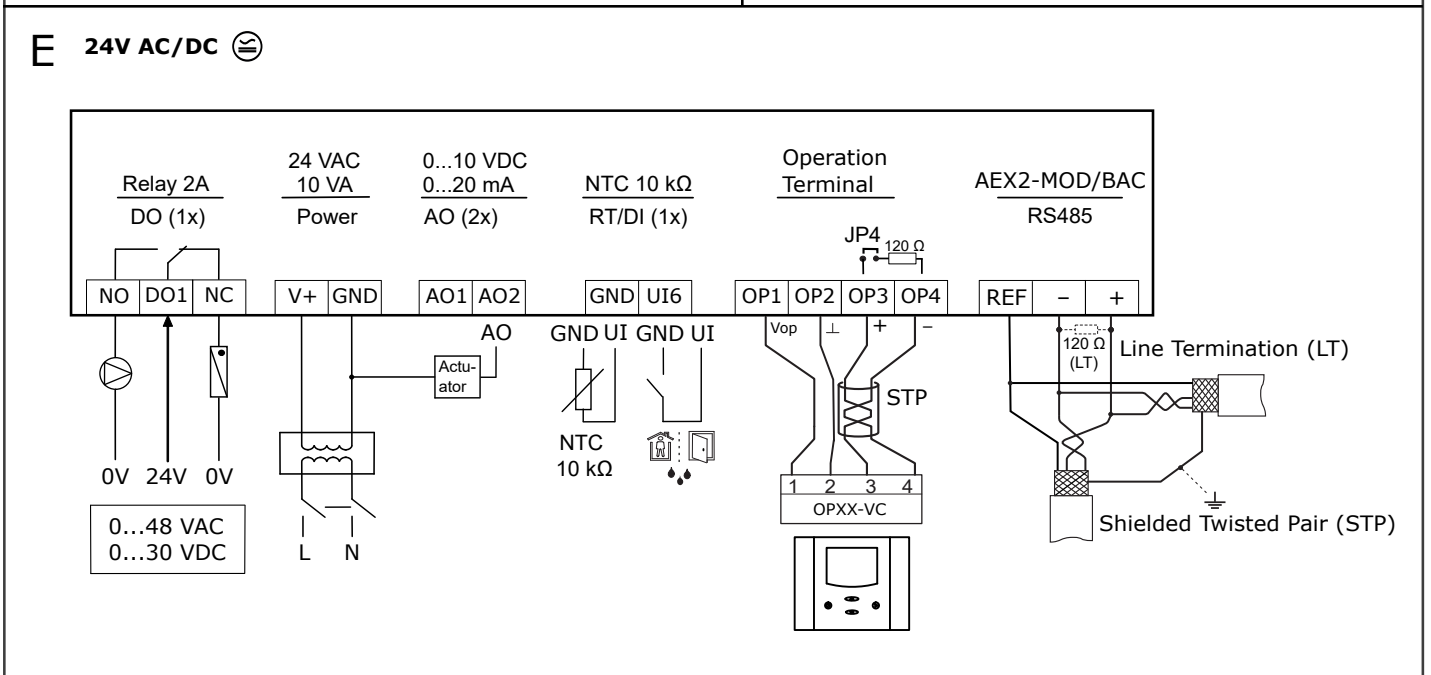 E 24V AC/DC
Relay 2A
DO (1x)
24 VAC
10 VA
Power
0...10 VDC
0...20 mA
AO (2x)
NTC 10 kΩ
RT/DI (1x)
Operation
Terminal
JP4
120 Ω
AEX2-MOD/BAC
RS485
NO DO1 NC V+ GND AO1 AO2 GND UI6 OP1 OP2 OP3 OP4 REF – +
AO
GND UI GND UI
Vop ⊥ + –
120 Ω
(LT)
Line Termination (LT)
Actu-
ator
STP
NTC
10 kΩ
0V 24V 0V
0...48 VAC
0...30 VDC
L N
1 2 3 4
OPXX-VC
Shielded Twisted Pair (STP)